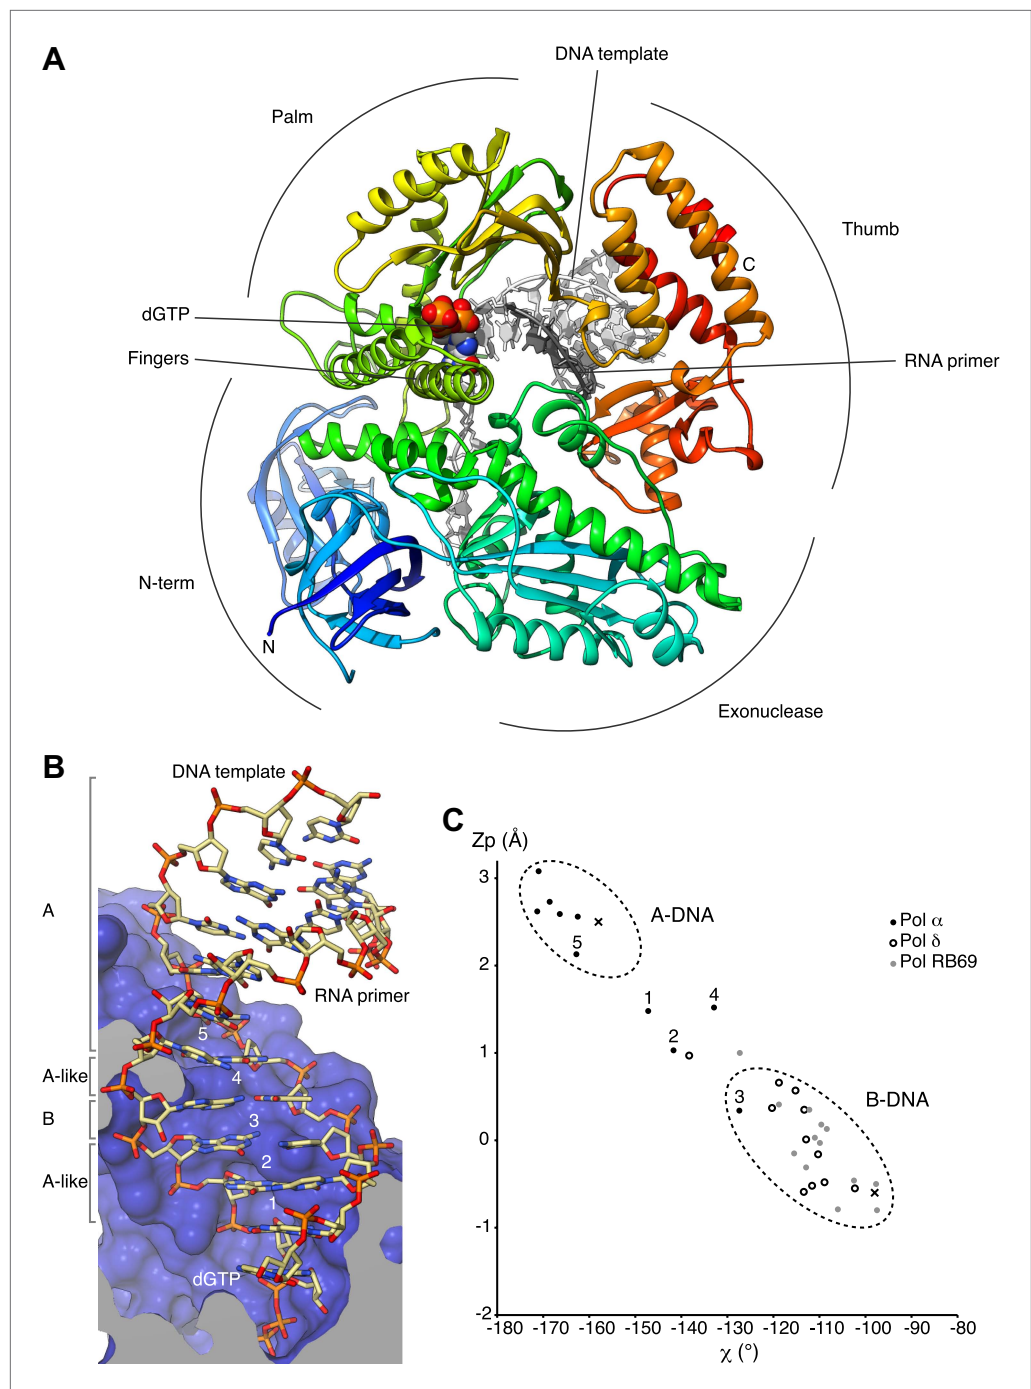 A
DNA template
Palm
Thumb
C
dGTP
Fingers
RNA primer
N-term
N
Exonuclease
B
DNA template
A
RNA primer
5
A-like
4
B
3
A-like
2
1
dGTP
C
Zp (Å)
3
A-DNA
5
Pol α
Pol δ
Pol RB69
2
1
4
2
1
3
B-DNA
0
-1
-2
-180 -170 -160 -150 -140 -130 -120 -110 -100 -90 -80
χ (°)